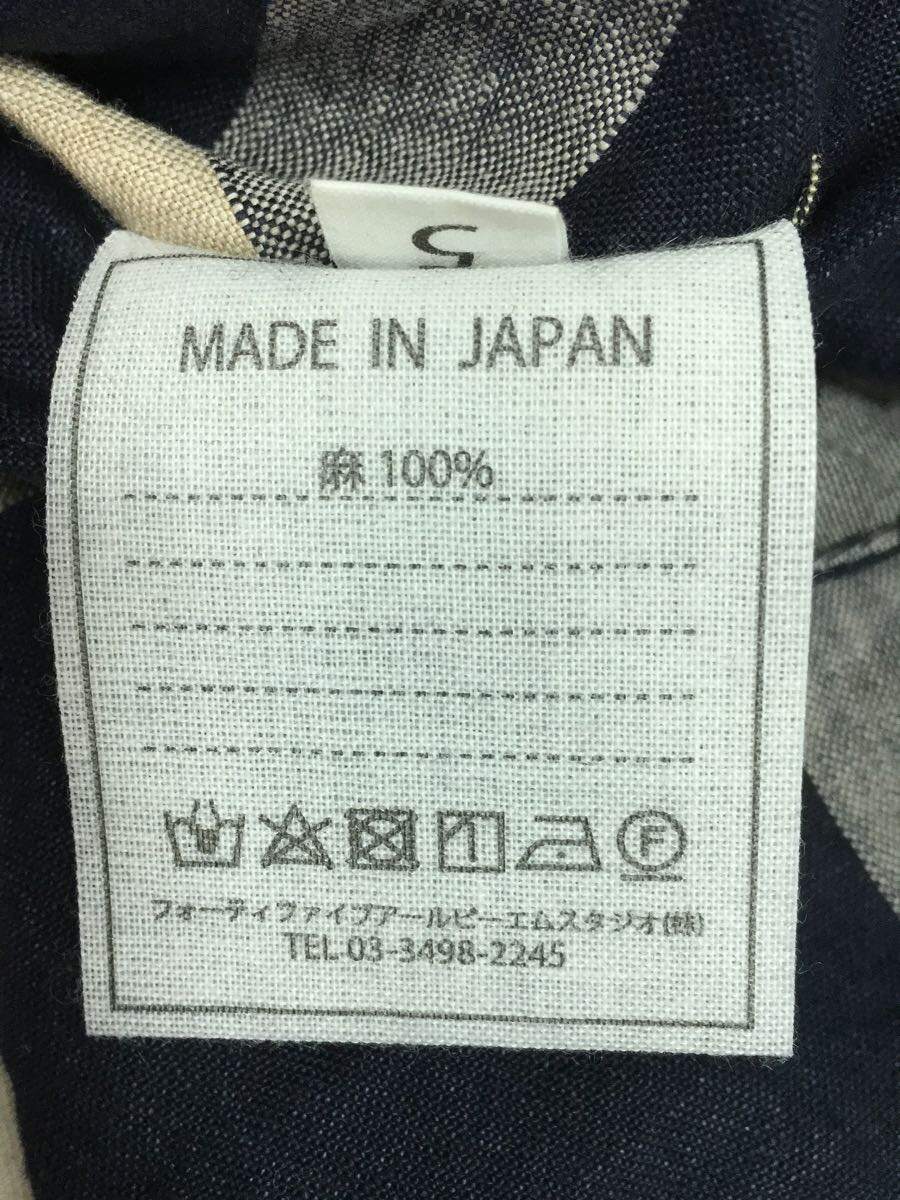 5
MADE IN JAPAN
麻 100%
F
フォーティファイブアールピーエムスタジオ(株)
TEL 03-3498-2245